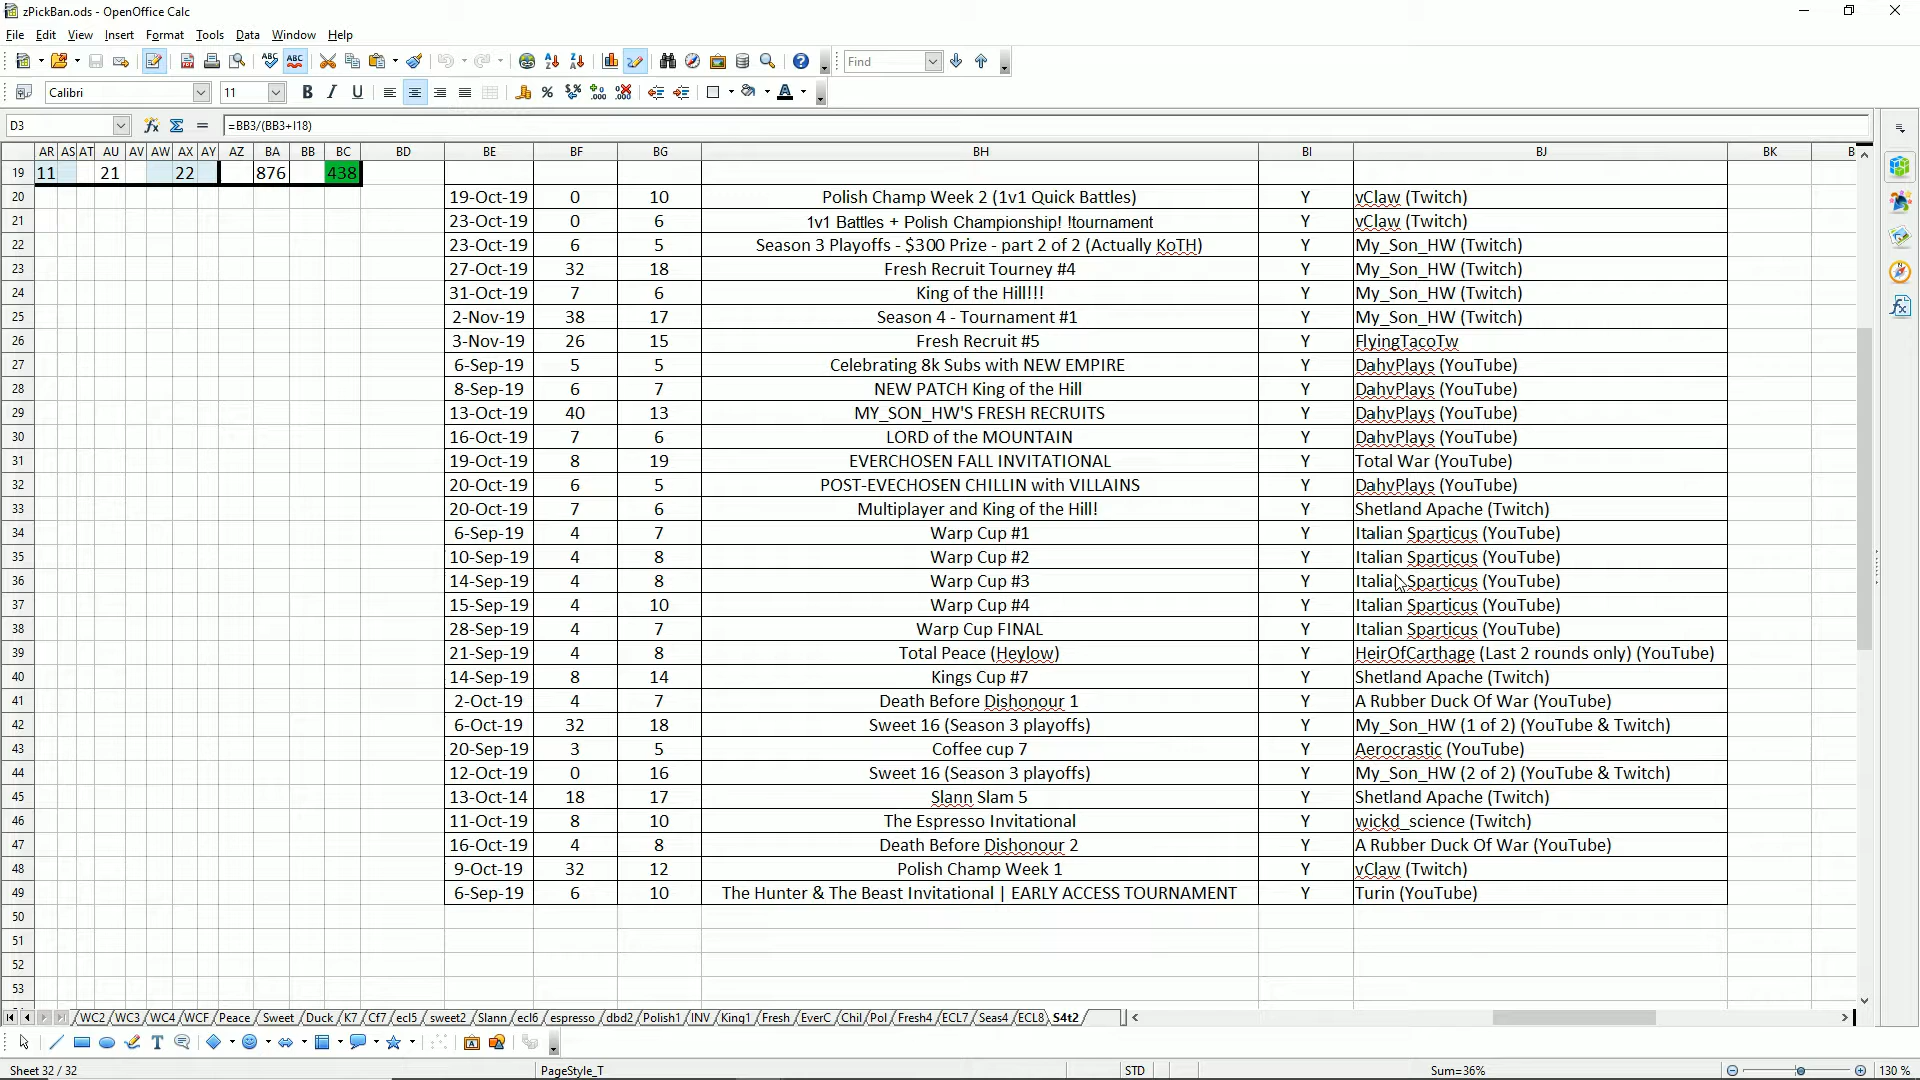 zPickBan.ods - OpenOffice Calc
File Edit View Insert Format Tools Data Window Help
Find
Calibri 11
D3 =BB3/(BB3+I18)
AR AS AT AU AV AW AX AY AZ BA BB BC BD BE BF BG BH BI BJ BK B
19 11 21 22 876 438
20 19-Oct-19 0 10 Polish Champ Week 2 (1v1 Quick Battles) Y vClaw (Twitch)
21 23-Oct-19 0 6 1v1 Battles + Polish Championship! !tournament Y vClaw (Twitch)
22 23-Oct-19 6 5 Season 3 Playoffs - $300 Prize - part 2 of 2 (Actually KoTH) Y My_Son_HW (Twitch)
23 27-Oct-19 32 18 Fresh Recruit Tourney #4 Y My_Son_HW (Twitch)
24 31-Oct-19 7 6 King of the Hill!!! Y My_Son_HW (Twitch)
25 2-Nov-19 38 17 Season 4 - Tournament #1 Y My_Son_HW (Twitch)
26 3-Nov-19 26 15 Fresh Recruit #5 Y FlyingTacoTw
27 6-Sep-19 5 5 Celebrating 8k Subs with NEW EMPIRE Y DahvPlays (YouTube)
28 8-Sep-19 6 7 NEW PATCH King of the Hill Y DahvPlays (YouTube)
29 13-Oct-19 40 13 MY_SON_HW'S FRESH RECRUITS Y DahvPlays (YouTube)
30 16-Oct-19 7 6 LORD of the MOUNTAIN Y DahvPlays (YouTube)
31 19-Oct-19 8 19 EVERCHOSEN FALL INVITATIONAL Y Total War (YouTube)
32 20-Oct-19 6 5 POST-EVECHOSEN CHILLIN with VILLAINS Y DahvPlays (YouTube)
33 20-Oct-19 7 6 Multiplayer and King of the Hill! Y Shetland Apache (Twitch)
34 6-Sep-19 4 7 Warp Cup #1 Y Italian Sparticus (YouTube)
35 10-Sep-19 4 8 Warp Cup #2 Y Italian Sparticus (YouTube)
36 14-Sep-19 4 8 Warp Cup #3 Y Italian Sparticus (YouTube)
37 15-Sep-19 4 10 Warp Cup #4 Y Italian Sparticus (YouTube)
38 28-Sep-19 4 7 Warp Cup FINAL Y Italian Sparticus (YouTube)
39 21-Sep-19 4 8 Total Peace (Heylow) Y HeirOfCarthage (Last 2 rounds only) (YouTube)
40 14-Sep-19 8 14 Kings Cup #7 Y Shetland Apache (Twitch)
41 2-Oct-19 4 7 Death Before Dishonour 1 Y A Rubber Duck Of War (YouTube)
42 6-Oct-19 32 18 Sweet 16 (Season 3 playoffs) Y My_Son_HW (1 of 2) (YouTube & Twitch)
43 20-Sep-19 3 5 Coffee cup 7 Y Aerocrastic (YouTube)
44 12-Oct-19 0 16 Sweet 16 (Season 3 playoffs) Y My_Son_HW (2 of 2) (YouTube & Twitch)
45 13-Oct-14 18 17 Slann Slam 5 Y Shetland Apache (Twitch)
46 11-Oct-19 8 10 The Espresso Invitational Y wickd_science (Twitch)
47 16-Oct-19 4 8 Death Before Dishonour 2 Y A Rubber Duck Of War (YouTube)
48 9-Oct-19 32 12 Polish Champ Week 1 Y vClaw (Twitch)
49 6-Sep-19 6 10 The Hunter & The Beast Invitational | EARLY ACCESS TOURNAMENT Y Turin (YouTube)
50
51
52
53
WC2 WC3 WC4 WCF Peace Sweet Duck K7 Cf7 ecl5 sweet2 Slann ecl6 espresso dbd2 Polish1 INV King1 Fresh EverC Chil Pol Fresh4 ECL7 Seas4 ECL8 S4t2
Sheet 32 / 32 PageStyle_T STD Sum=36% 130 %